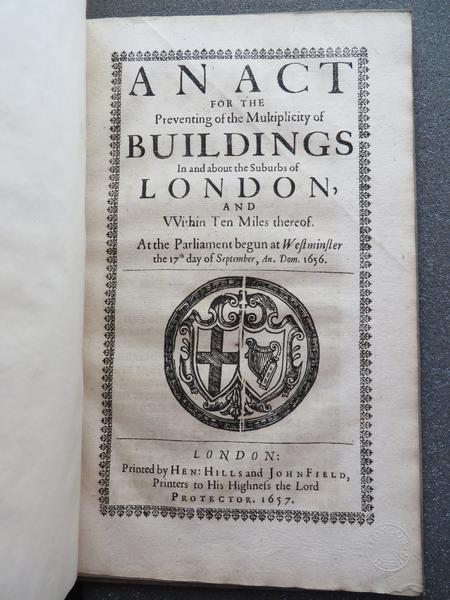 AN ACT
FOR THE
Preventing of the Multiplicity of
BUILDINGS
In and about the Suburbs of
LONDON,
AND
VVithin Ten Miles thereof.
At the Parliament begun at Weſtminſter
the 17th day of September, An. Dom. 1656.
LONDON:
Printed by HEN: HILLS and JOHN FIELD,
Printers to His Highneſs the Lord
PROTECTOR. 1657.